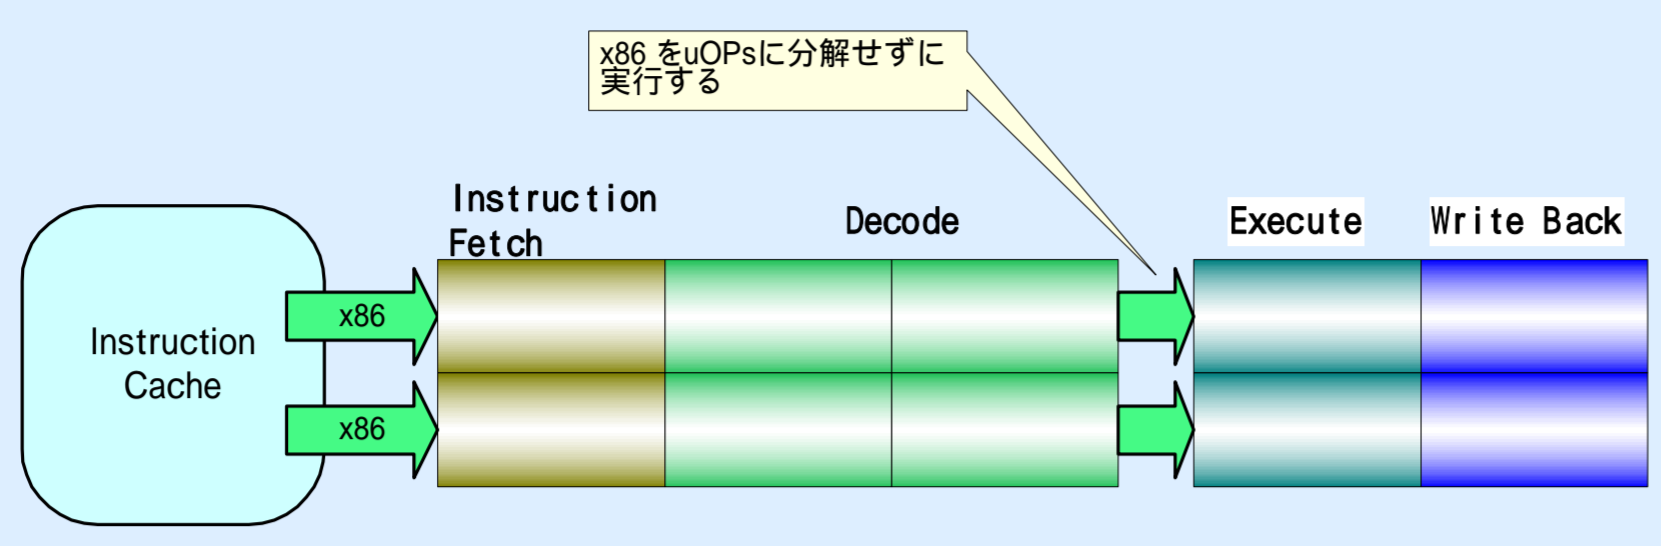 x86 をuOPsに分解せずに
実行する
Instruction
Fetch
Decode
Execute
Write Back
Instruction
Cache
x86
x86